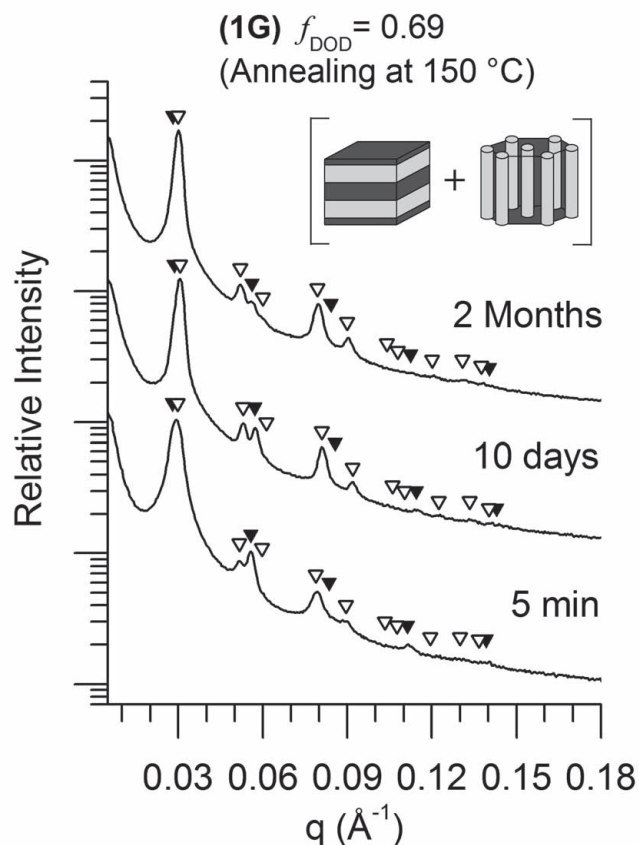 (1G) fDOD = 0.69
(Annealing at 150 °C)
+
2 Months
10 days
5 min
Relative Intensity
0.03 0.06 0.09 0.12 0.15 0.18
q (Å-1)